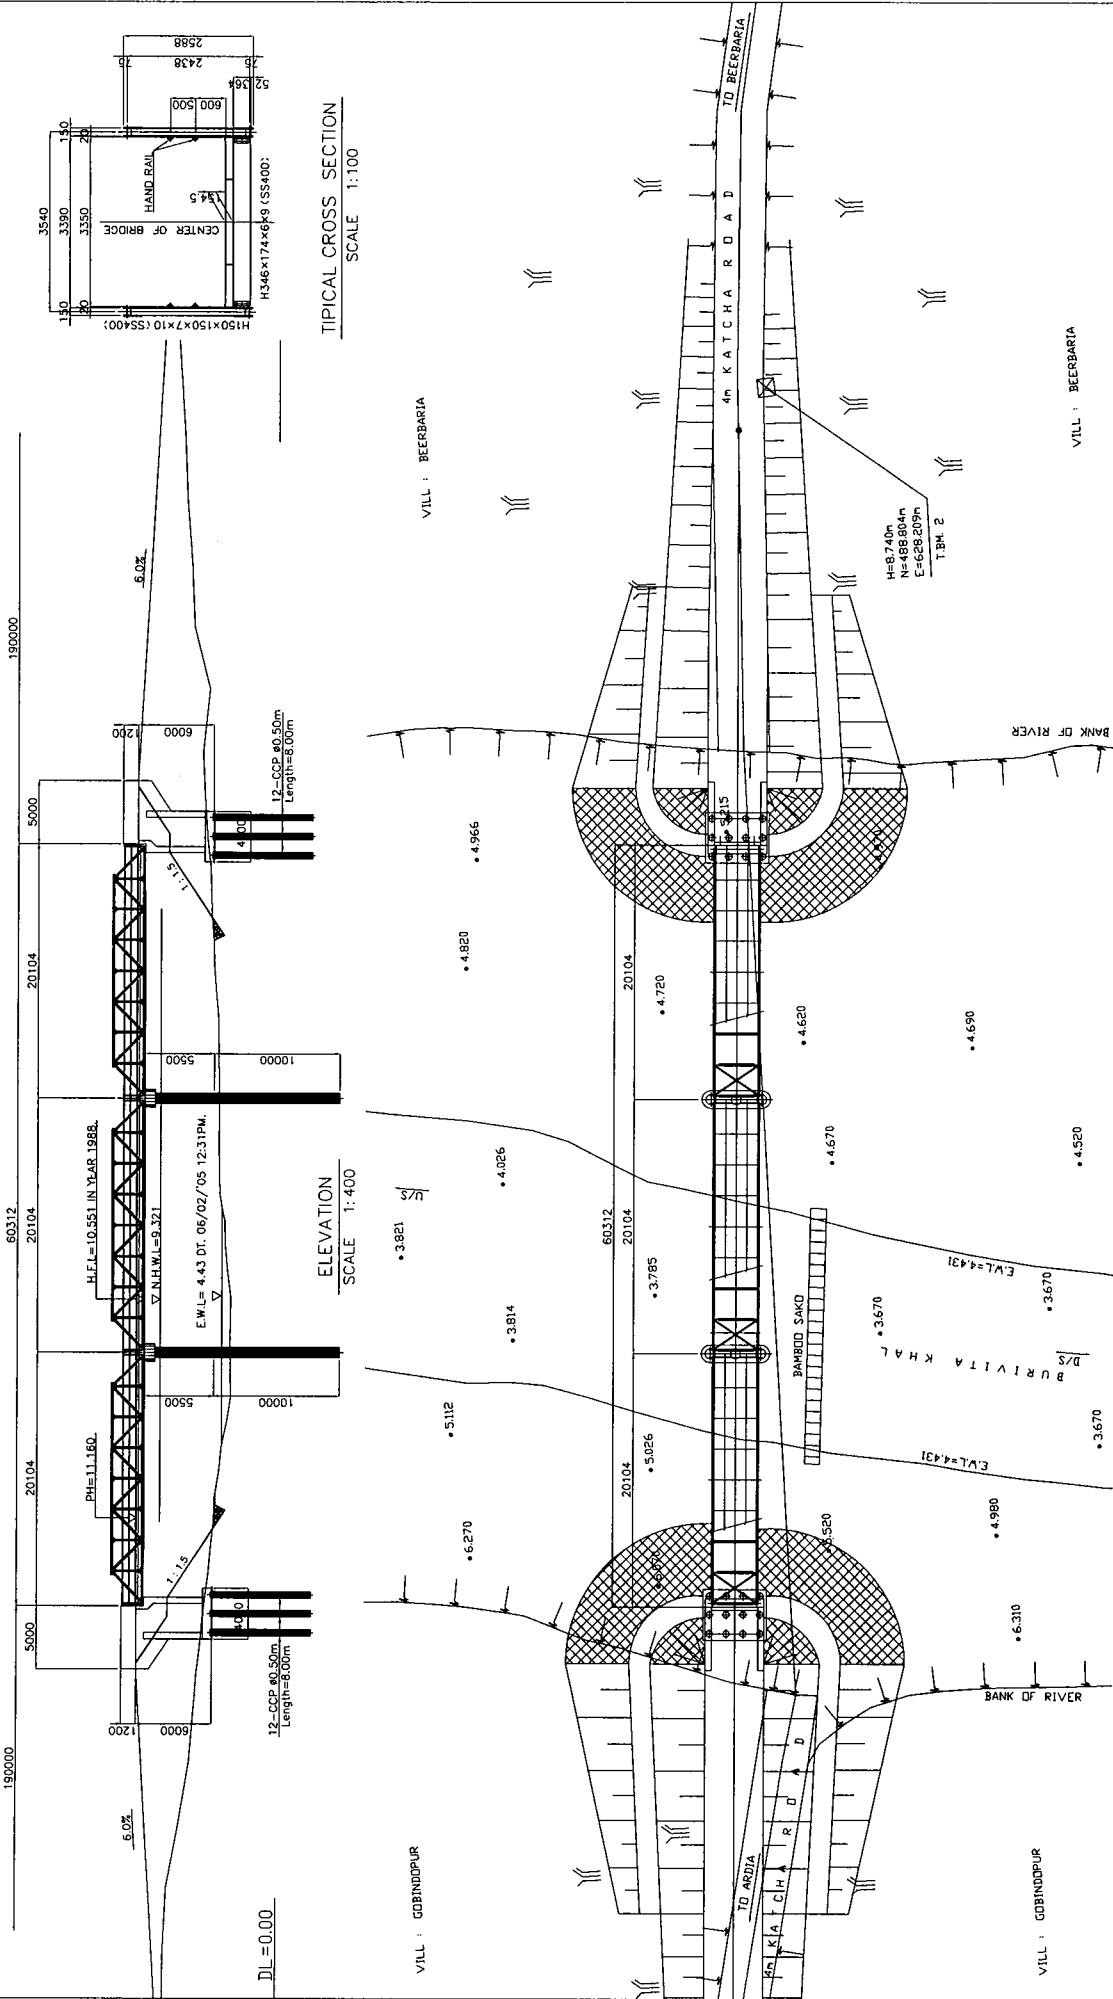 190000
60312
190000
5000
20104
20104
20104
5000
6.0%
6.0%
PH=11.160
H.F.L=10.551 IN YEAR 1988
N.H.W.L=9.321
E.W.L= 4.43 DT. 06/02/'05 12:31PM.
1:1.5
1:1.5
1200
6000
1200
6000
5500
10000
5500
10000
4000
12-CCP ø0.50m
Length=8.00m
12-CCP ø0.50m
Length=8.00m
DL=0.00
ELEVATION
SCALE 1:400
150
3540
150
3390
20
3350
20
HAND RAIL
CENTER OF BRIDGE
154.5
H150×150×7×10 (SS400)
H346×174×6×9 (SS400)
500
600
75
2438
75
2588
52
364
TIPICAL CROSS SECTION
SCALE 1:100
VILL : GOBINDOPUR
VILL : BEERBARIA
U/S
6.270
5.112
3.821
3.814
4.026
4.820
4.966
60312
20104
20104
20104
5.026
3.785
4.720
5.215
TO ARDIA
4m KATCHA ROAD
4m KATCHA ROAD
TO BEERBARIA
BAMBOO SAKO
4.670
4.620
3.670
6.310
4.980
3.670
3.670
4.520
4.690
E.W.L=4.431
E.W.L=4.431
BURIVITA KHAL
D/S
BANK OF RIVER
BANK OF RIVER
H=8.740m
N=488.804m
E=628.209m
T.BM. 2
VILL : GOBINDOPUR
VILL : BEERBARIA